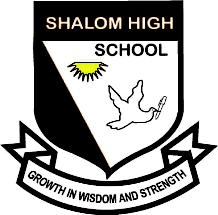 SHALOM HIGH
SCHOOL
GROWTH IN WISDOM AND STRENGTH